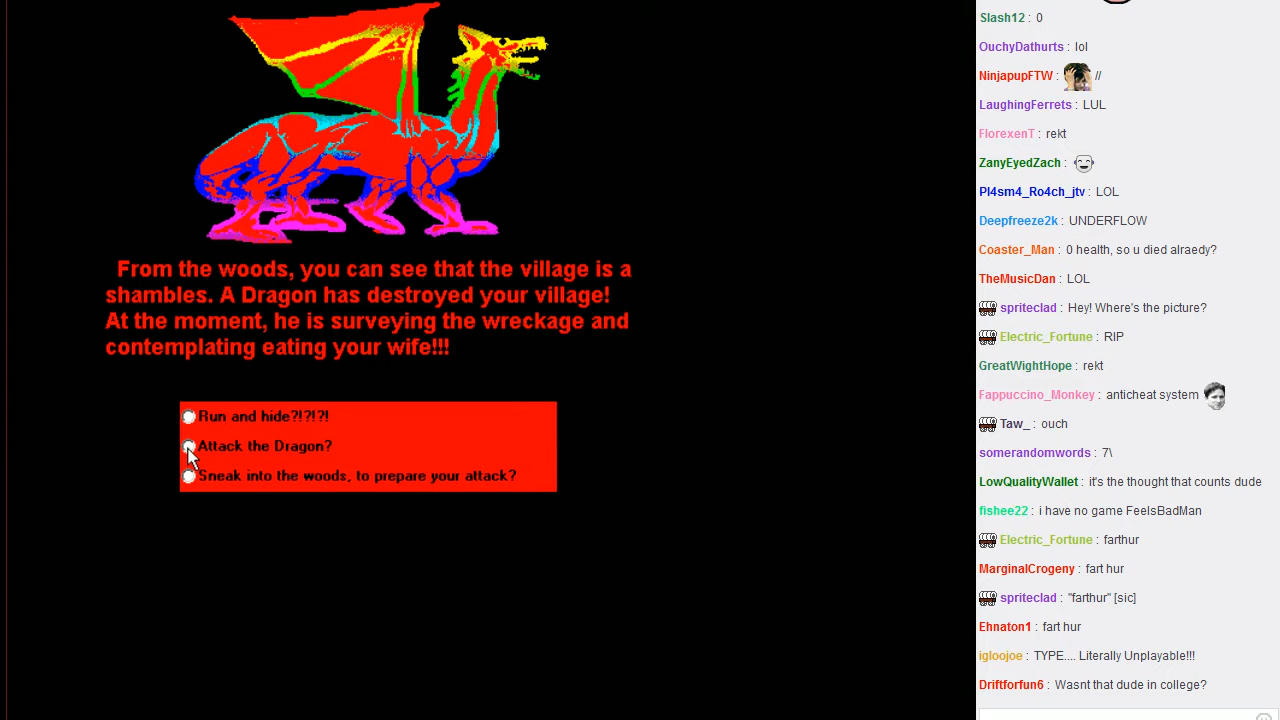 From the woods, you can see that the village is a
shambles. A Dragon has destroyed your village!
At the moment, he is surveying the wreckage and
contemplating eating your wife!!!
Run and hide?!?!?!
Attack the Dragon?
Sneak into the woods, to prepare your attack?
Slash12 : 0
OuchyDathurts : lol
NinjapupFTW : //
LaughingFerrets : LUL
FlorexenT : rekt
ZanyEyedZach :
Pl4sm4_Ro4ch_jtv : LOL
Deepfreeze2k : UNDERFLOW
Coaster_Man : 0 health, so u died alraedy?
TheMusicDan : LOL
spriteclad : Hey! Where's the picture?
Electric_Fortune : RIP
GreatWightHope : rekt
Fappuccino_Monkey : anticheat system
Taw_ : ouch
somerandomwords : 7\
LowQualityWallet : it's the thought that counts dude
fishee22 : i have no game FeelsBadMan
Electric_Fortune : farthur
MarginalCrogeny : fart hur
spriteclad : "farthur" [sic]
Ehnaton1 : fart hur
igloojoe : TYPE.... Literally Unplayable!!!
Driftforfun6 : Wasnt that dude in college?